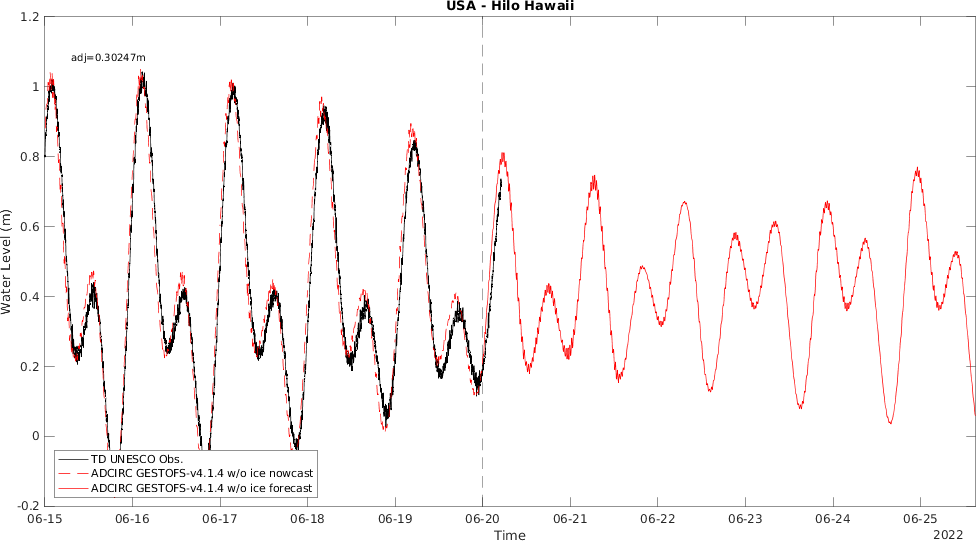 USA - Hilo Hawaii
adj=0.30247m
1.2
1
0.8
0.6
0.4
0.2
0
-0.2
Water Level (m)
TD UNESCO Obs.
ADCIRC GESTOFS-v4.1.4 w/o ice nowcast
ADCIRC GESTOFS-v4.1.4 w/o ice forecast
06-15 06-16 06-17 06-18 06-19 06-20 06-21 06-22 06-23 06-24 06-25
Time
2022